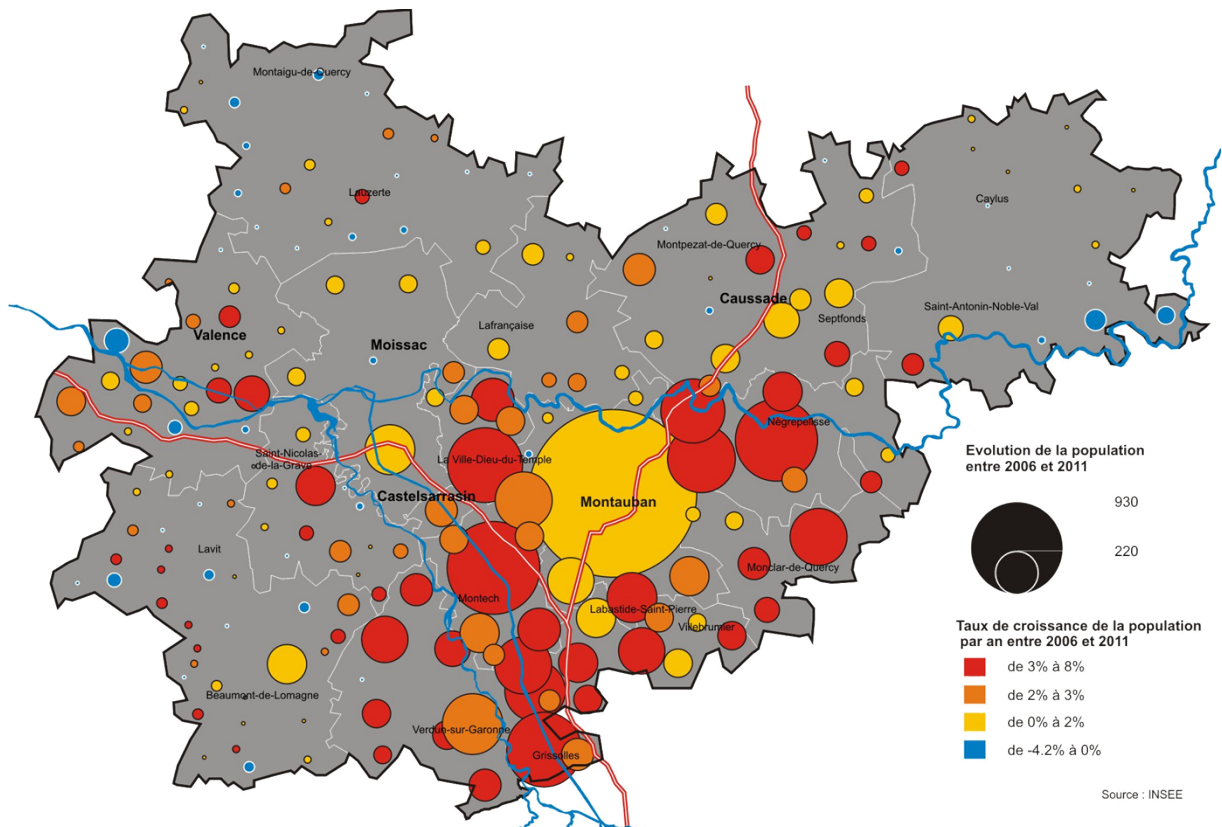 Montaigu-de-Quercy
Lauzerte
Caylus
Montpezat-de-Quercy
Caussade
Septfonds
Saint-Antonin-Noble-Val
Valence
Moissac
Lafrançaise
Nègrepelisse
Saint-Nicolas-
de-la-Grave
La Ville-Dieu-du-Temple
Castelsarrasin
Montauban
Lavit
Monclar-de-Quercy
Montech
Labastide-Saint-Pierre
Villebrumier
Beaumont-de-Lomagne
Verdun-sur-Garonne
Grissolles
Evolution de la population
entre 2006 et 2011
930
220
Taux de croissance de la population
par an entre 2006 et 2011
de 3% à 8%
de 2% à 3%
de 0% à 2%
de -4.2% à 0%
Source : INSEE